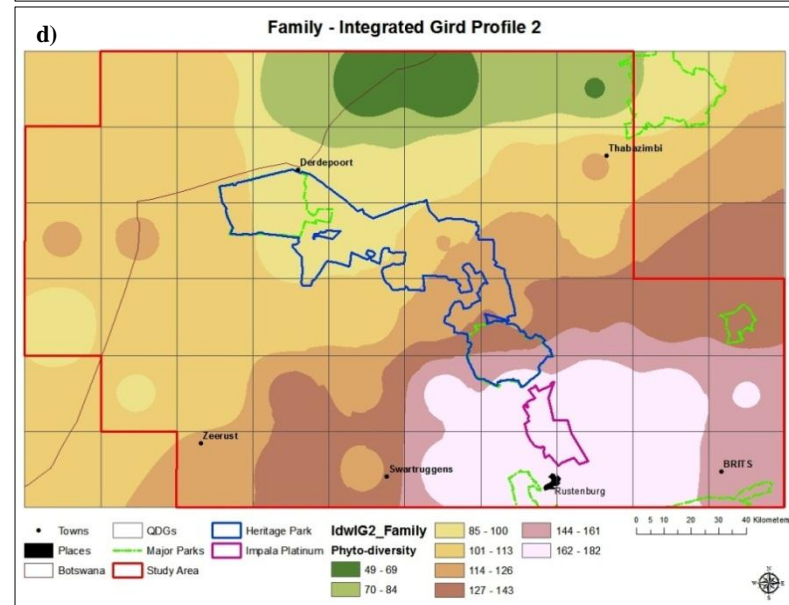 d)
Family - Integrated Gird Profile 2
Derdepoort
Thabazimbi
Zeerust
Swartruggens
BRITS
Rustenburg
Towns
QDGs
Heritage Park
IdwIG2_Family
85 - 100
144 - 161
0 5 10 20 30 40 Kilometers
Places
Major Parks
Impala Platinum
Phyto-diversity
101 - 113
162 - 182
Botswana
Study Area
49 - 69
114 - 126
70 - 84
127 - 143